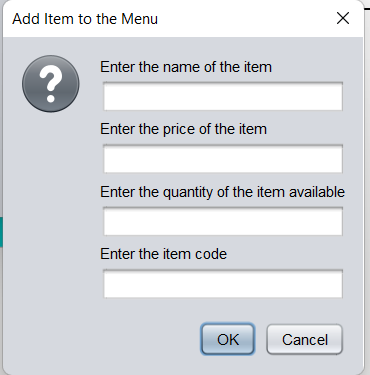 Add Item to the Menu
Enter the name of the item
Enter the price of the item
Enter the quantity of the item available
Enter the item code
OK
Cancel